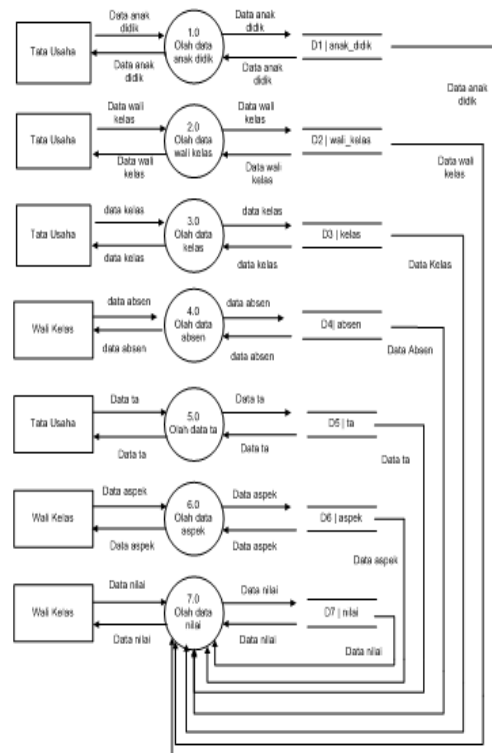 Data anak
didik
Tata Usaha
Data anak
didik
1.0
Olah data
anak didik
Data anak
didik
Data anak
didik
D1 | anak_didik
Data anak
didik
Data wali
kelas
Tata Usaha
Data wali
kelas
2.0
Olah data
wali kelas
Data wali
kelas
Data wali
kelas
D2 | wali_kelas
Data wali
kelas
data kelas
Tata Usaha
data kelas
3.0
Olah data
kelas
data kelas
data kelas
D3 | kelas
Data Kelas
data absen
Wali Kelas
data absen
4.0
Olah data
absen
data absen
data absen
D4| absen
Data Absen
Data ta
Tata Usaha
Data ta
5.0
Olah data ta
Data ta
Data ta
D5 | ta
Data ta
Data aspek
Wali Kelas
Data aspek
6.0
Olah data
aspek
Data aspek
Data aspek
D6 | aspek
Data aspek
Data nilai
Wali Kelas
Data nilai
7.0
Olah data
nilai
Data nilai
Data nilai
D7 | nilai
Data nilai